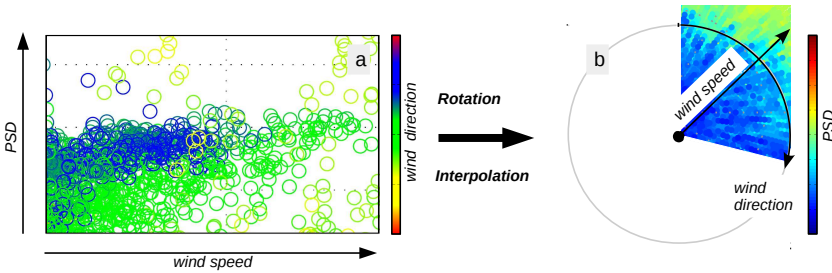 PSD
a
wind direction
wind speed
Rotation
Interpolation
b
wind speed
wind
direction
PSD